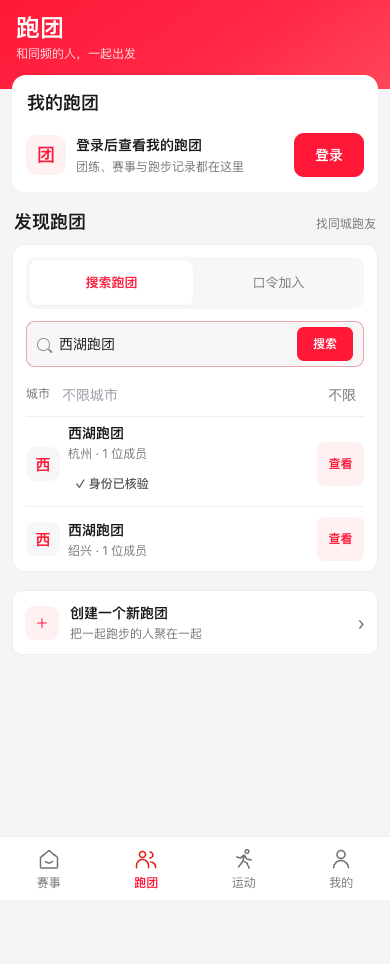 跑团
和同频的人，一起出发
我的跑团
团
登录后查看我的跑团
团练、赛事与跑步记录都在这里
登录
发现跑团
找同城跑友
搜索跑团
口令加入
西湖跑团
搜索
城市
不限城市
不限
西
西湖跑团
杭州 · 1 位成员
✓ 身份已核验
查看
西
西湖跑团
绍兴 · 1 位成员
查看
+
创建一个新跑团
把一起跑步的人聚在一起
›
赛事
跑团
运动
我的